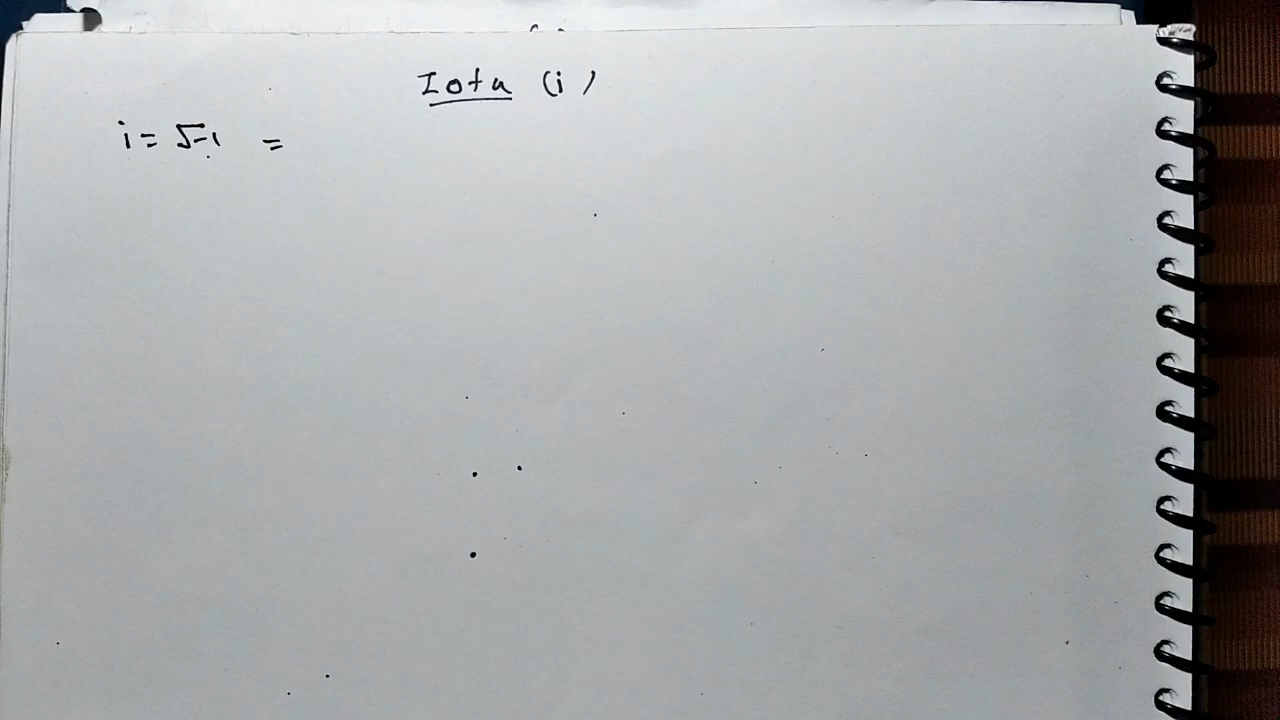 Iota (i)
i = √-1 =